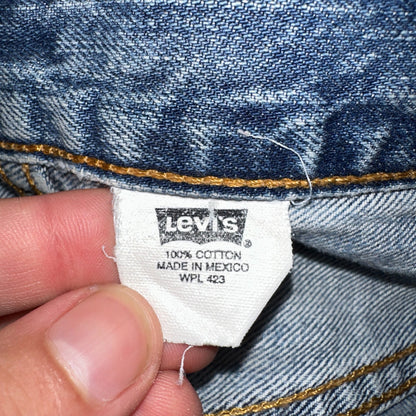 Levi's ®
100% COTTON
MADE IN MEXICO
WPL 423